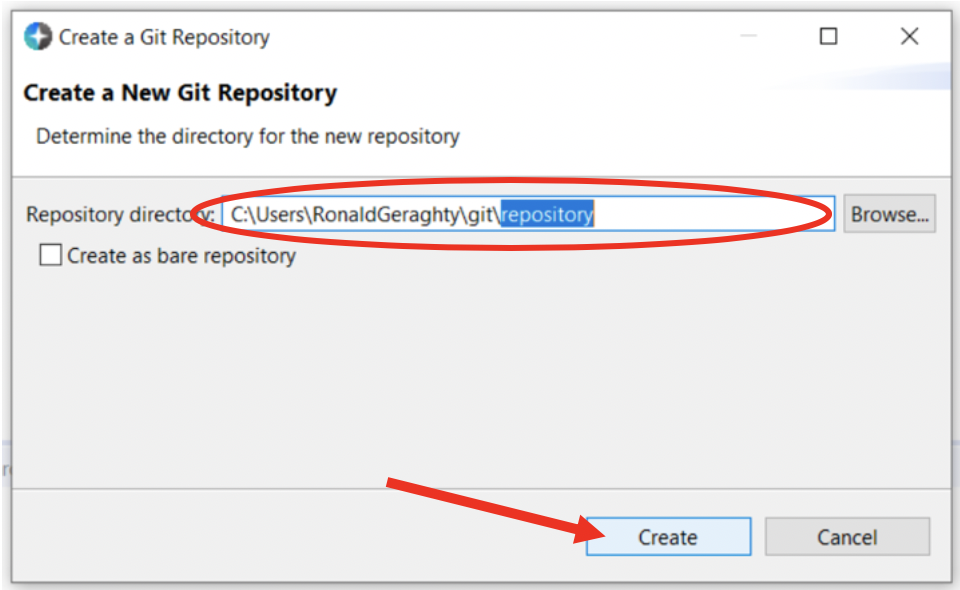 Create a Git Repository
Create a New Git Repository
Determine the directory for the new repository
Repository directory: C:\Users\RonaldGeraghty\git\repository Browse...
Create as bare repository
Create Cancel